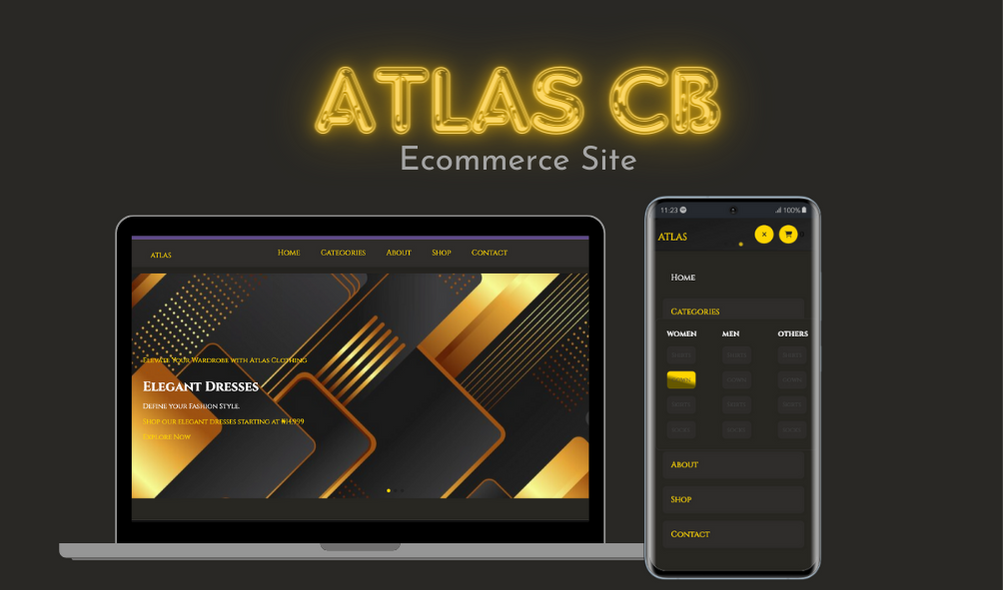 ATLAS CB
Ecommerce Site
ATLAS
HOME CATEGORIES ABOUT SHOP CONTACT
ELEVATE YOUR WARDROBE WITH ATLAS CLOTHING
ELEGANT DRESSES
DEFINE YOUR FASHION STYLE.
SHOP OUR ELEGANT DRESSES STARTING AT
EXPLORE NOW
11:23 100%
ATLAS
HOME
CATEGORIES
WOMEN MEN OTHERS
ABOUT
SHOP
CONTACT